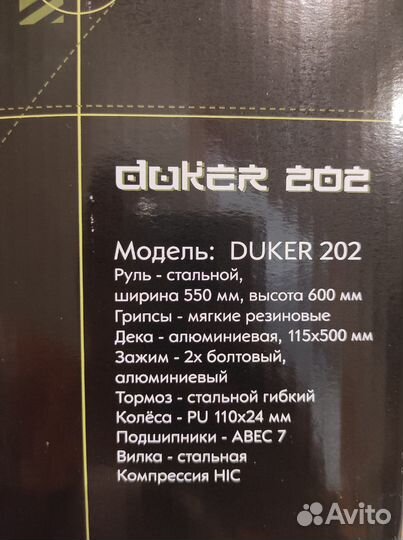 DUKER 202
Модель: DUKER 202
Руль - стальной,
ширина 550 мм, высота 600 мм
Грипсы - мягкие резиновые
Дека - алюминиевая, 115х500 мм
Зажим - 2х болтовый,
алюминиевый
Тормоз - стальной гибкий
Колёса - PU 110х24 мм
Подшипники - ABEC 7
Вилка - стальная
Компрессия HIC
Avito